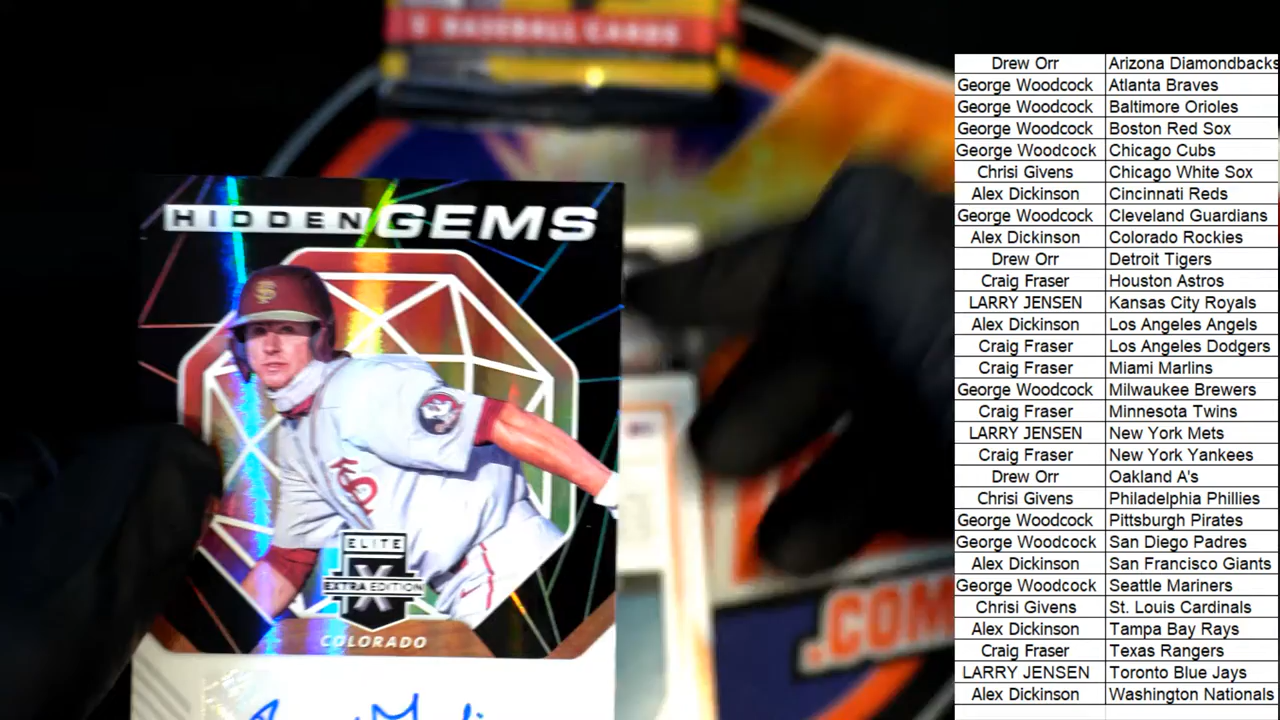 5 BASEBALL CARDS
HIDDEN GEMS
FS
ELITE
X
EXTRA EDITION
COLORADO
.COM
Drew Orr Arizona Diamondbacks
George Woodcock Atlanta Braves
George Woodcock Baltimore Orioles
George Woodcock Boston Red Sox
George Woodcock Chicago Cubs
Chrisi Givens Chicago White Sox
Alex Dickinson Cincinnati Reds
George Woodcock Cleveland Guardians
Alex Dickinson Colorado Rockies
Drew Orr Detroit Tigers
Craig Fraser Houston Astros
LARRY JENSEN Kansas City Royals
Alex Dickinson Los Angeles Angels
Craig Fraser Los Angeles Dodgers
Craig Fraser Miami Marlins
George Woodcock Milwaukee Brewers
Craig Fraser Minnesota Twins
LARRY JENSEN New York Mets
Craig Fraser New York Yankees
Drew Orr Oakland A's
Chrisi Givens Philadelphia Phillies
George Woodcock Pittsburgh Pirates
George Woodcock San Diego Padres
Alex Dickinson San Francisco Giants
George Woodcock Seattle Mariners
Chrisi Givens St. Louis Cardinals
Alex Dickinson Tampa Bay Rays
Craig Fraser Texas Rangers
LARRY JENSEN Toronto Blue Jays
Alex Dickinson Washington Nationals